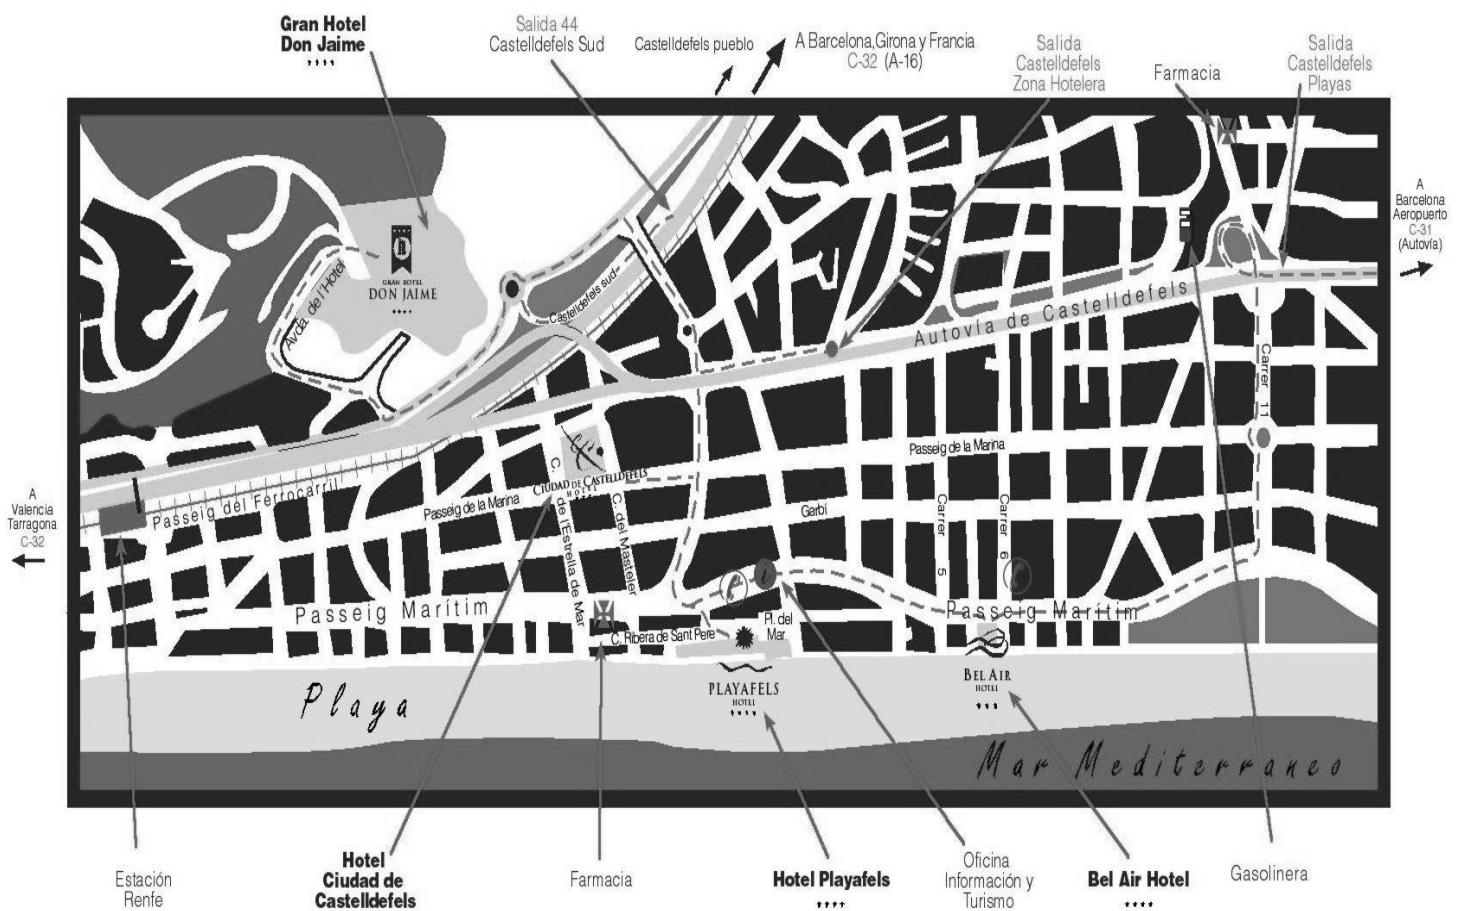 Gran Hotel
Don Jaime
Salida 44
Castelldefels Sud
Castelldefels pueblo
A Barcelona,Girona y Francia
C-32 (A-16)
Salida
Castelldefels
Zona Hotelera
Farmacia
Salida
Castelldefels
Playas
A
Barcelona
Aeropuerto
C-31
(Autovía)
GRAN HOTEL
DON JAIME
Avda. de l'Hotel
Castelldefels sud
Autovía de Castelldefels
Carrer 11
Passeig de la Marina
CIUDAD DE CASTELLDEFELS
HOTEL
A
Valencia
Tarragona
C-32
Passeig del Ferrocarril
Passeig de la Marina
C. de l'Estrella de Mar
C. del Masteler
Garbí
Carrer 5
Carrer 6
i
Passeig Marítim
Passeig Marítim
C. Ribera de Sant Pere
Pl. del
Mar
PLAYAFELS
HOTEL
BEL AIR
HOTEL
Playa
Mar Mediterraneo
Estación
Renfe
Hotel
Ciudad de
Castelldefels
Farmacia
Hotel Playafels
Oficina
Información y
Turismo
Bel Air Hotel
Gasolinera